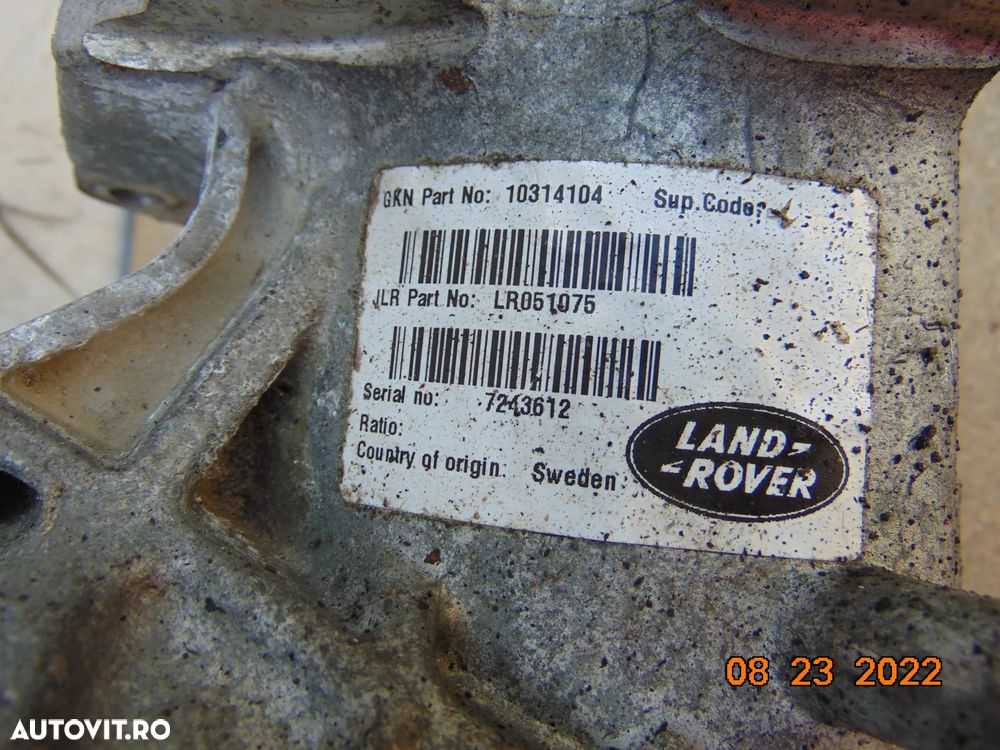 GKN Part No: 10314104 Sup.Code:
JLR Part No: LR051075
Serial no: 7243612
Ratio:
Country of origin: Sweden
LAND
ROVER
08 23 2022
AUTOVIT.RO